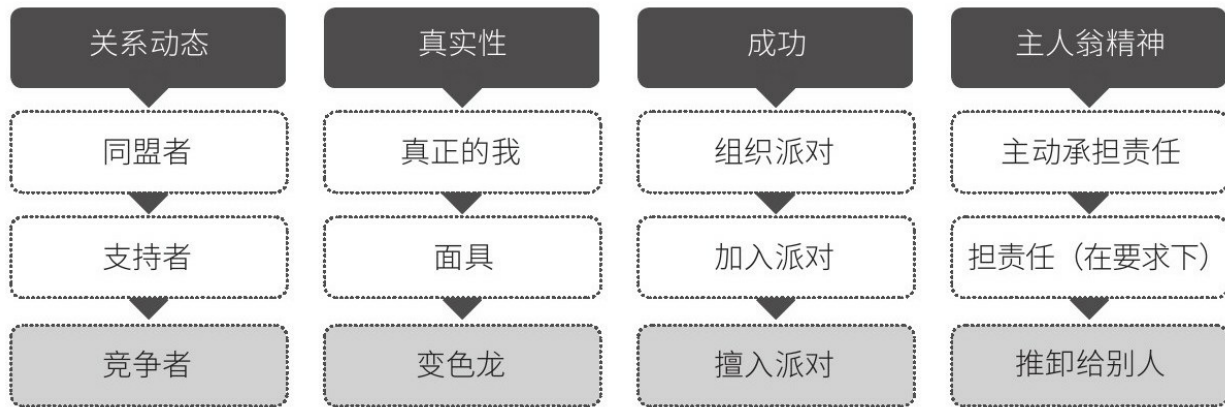 关系动态
真实性
成功
主人翁精神
同盟者
真正的我
组织派对
主动承担责任
支持者
面具
加入派对
担责任（在要求下）
竞争者
变色龙
擅入派对
推卸给别人